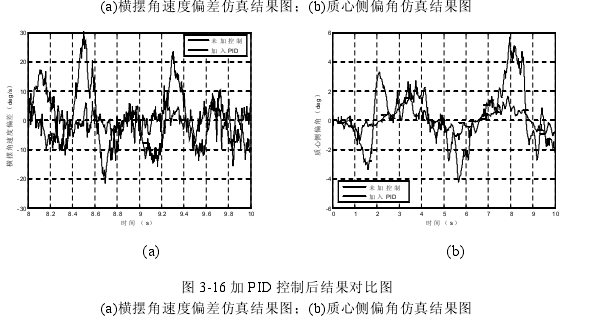 (a)横摆角速度偏差仿真结果图；(b)质心侧偏角仿真结果图
30
20
10
0
-10
-20
-30
8 8.2 8.4 8.6 8.8 9 9.2 9.4 9.6 9.8 10
横摆角速度偏差 (deg/s)
时间 (s)
未加控制
加入PID
6
4
2
0
-2
-4
-6
0 1 2 3 4 5 6 7 8 9 10
质心侧偏角 (deg)
时间 (s)
未加控制
加入PID
(a)
(b)
图 3-16 加 PID 控制后结果对比图
(a)横摆角速度偏差仿真结果图；(b)质心侧偏角仿真结果图